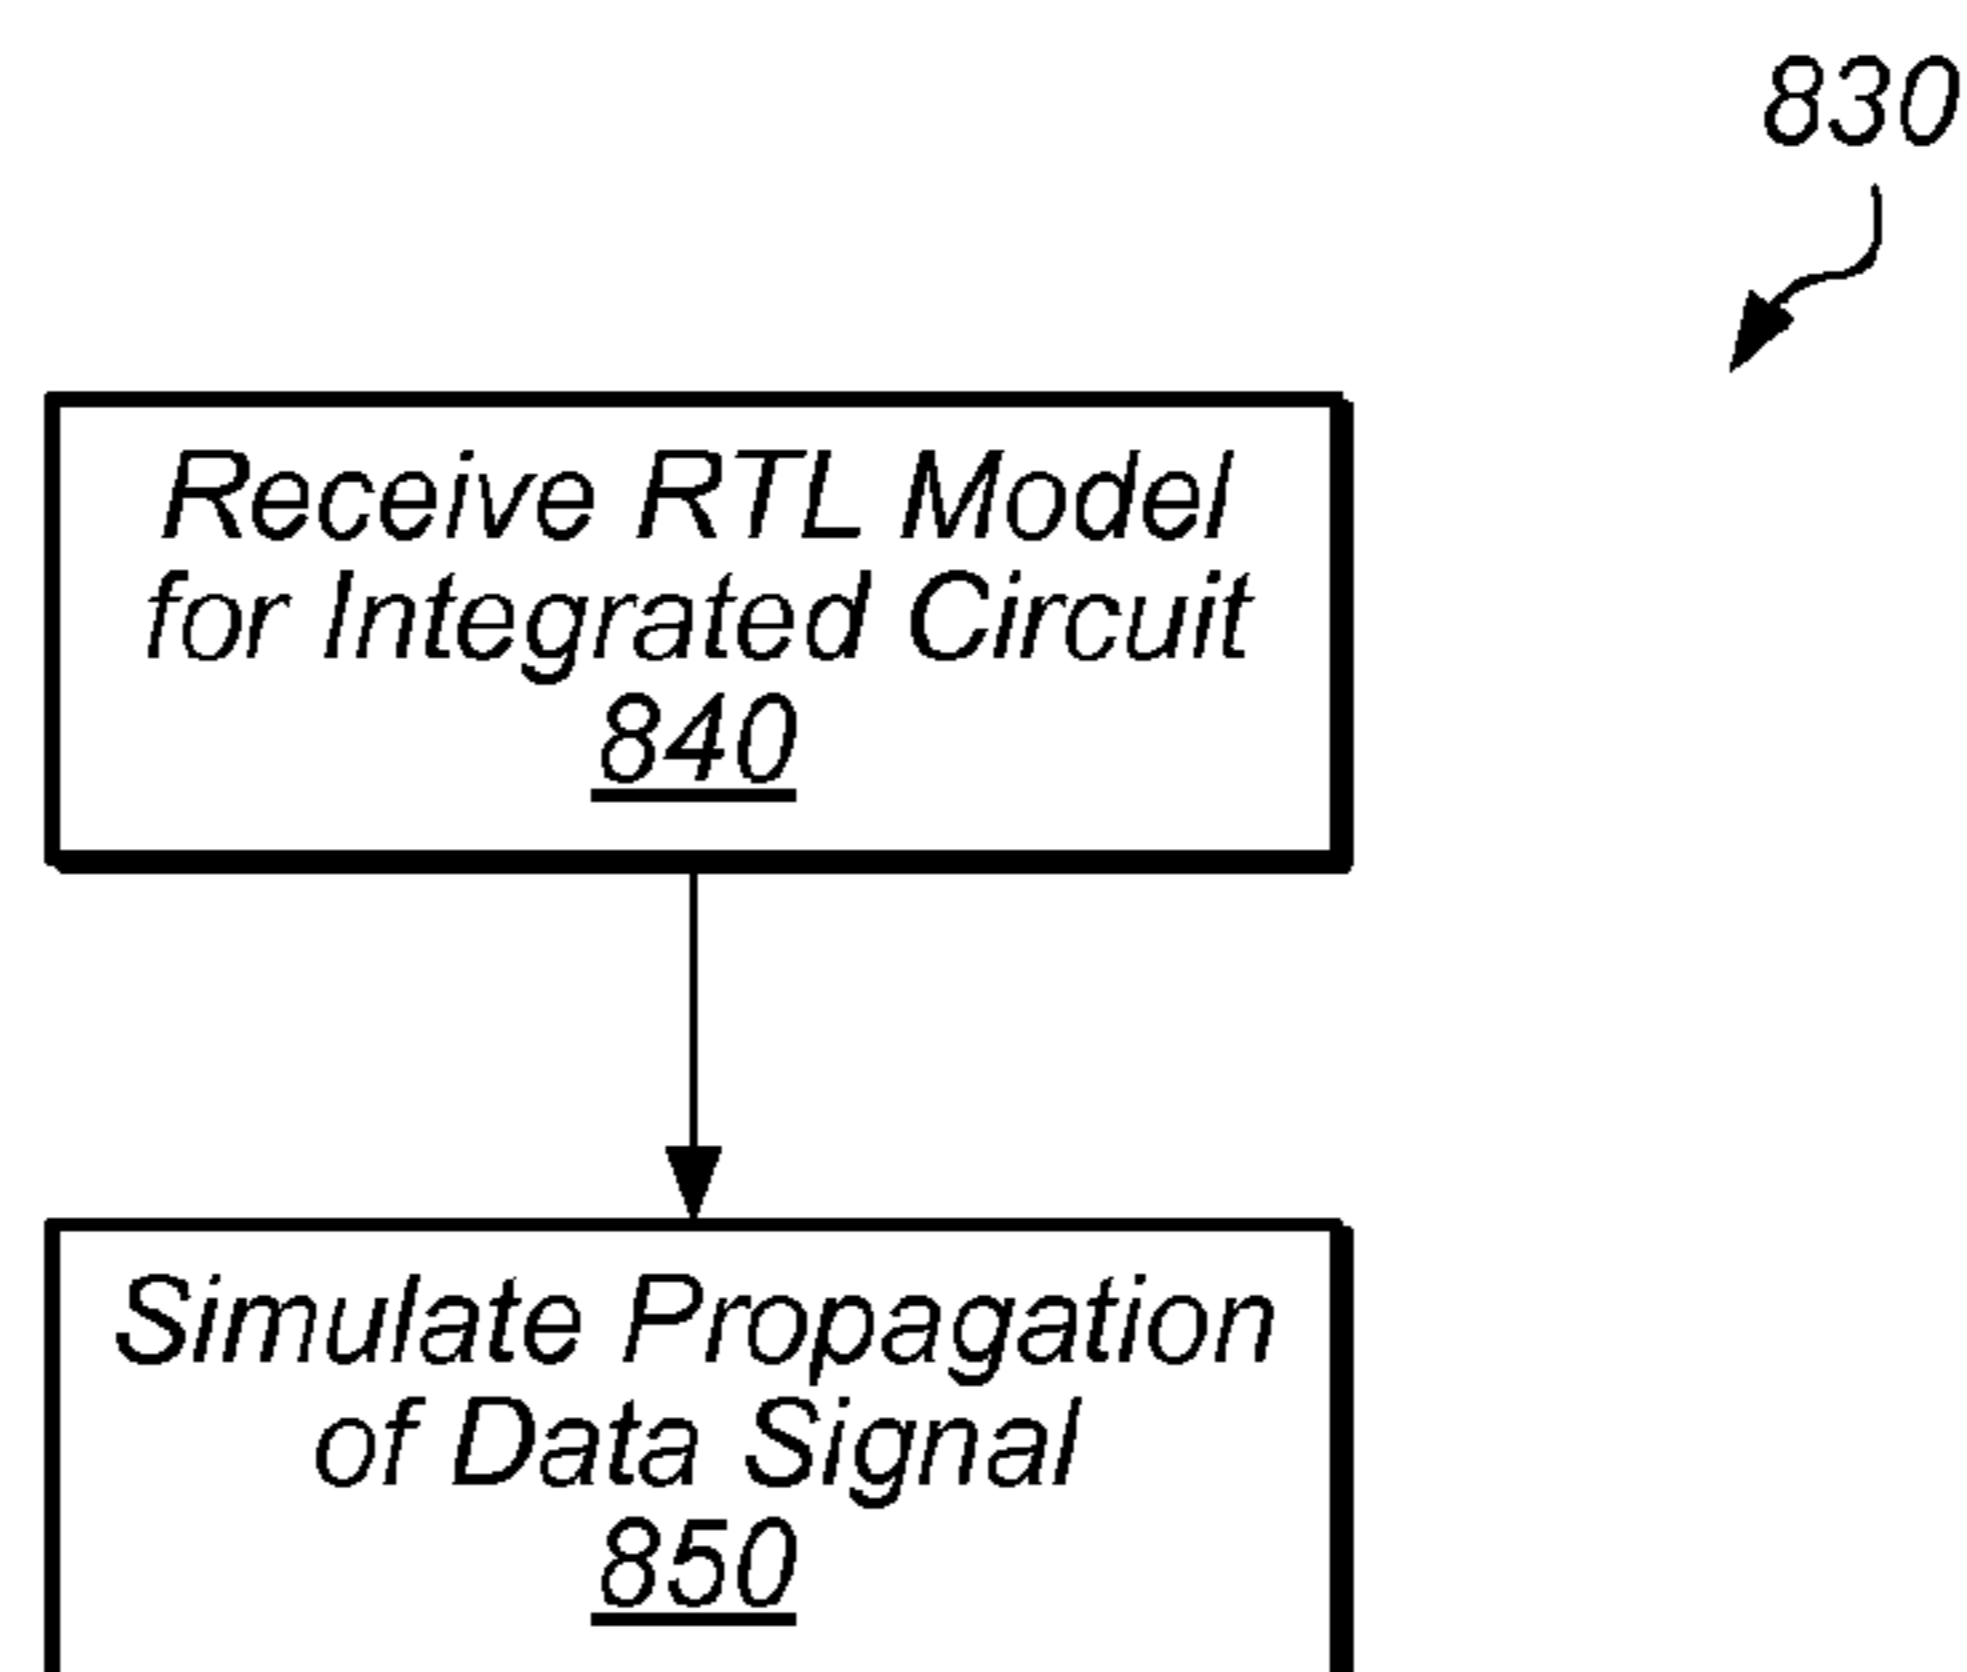 830
Receive RTL Model
for Integrated Circuit
840
Simulate Propagation
of Data Signal
850